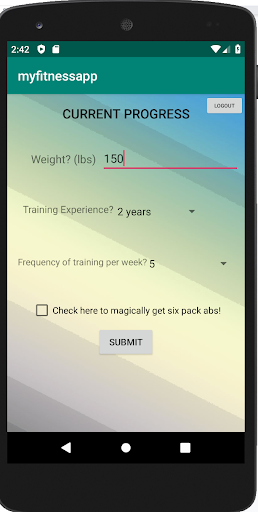 2:42
myfitnessapp
LOGOUT
CURRENT PROGRESS
Weight? (lbs) 150
Training Experience? 2 years
Frequency of training per week? 5
Check here to magically get six pack abs!
SUBMIT